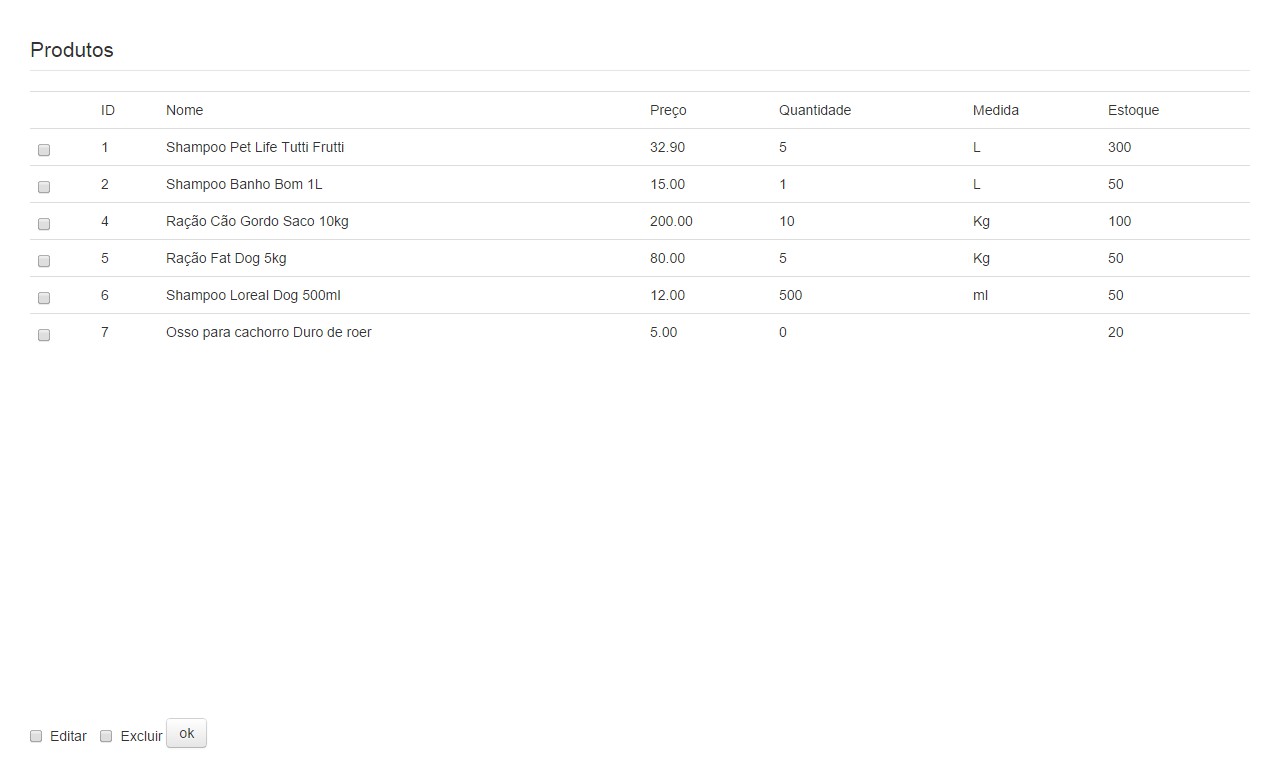 Produtos
ID Nome Preço Quantidade Medida Estoque
1 Shampoo Pet Life Tutti Frutti 32.90 5 L 300
2 Shampoo Banho Bom 1L 15.00 1 L 50
4 Ração Cão Gordo Saco 10kg 200.00 10 Kg 100
5 Ração Fat Dog 5kg 80.00 5 Kg 50
6 Shampoo Loreal Dog 500ml 12.00 500 ml 50
7 Osso para cachorro Duro de roer 5.00 0 20
Editar Excluir ok